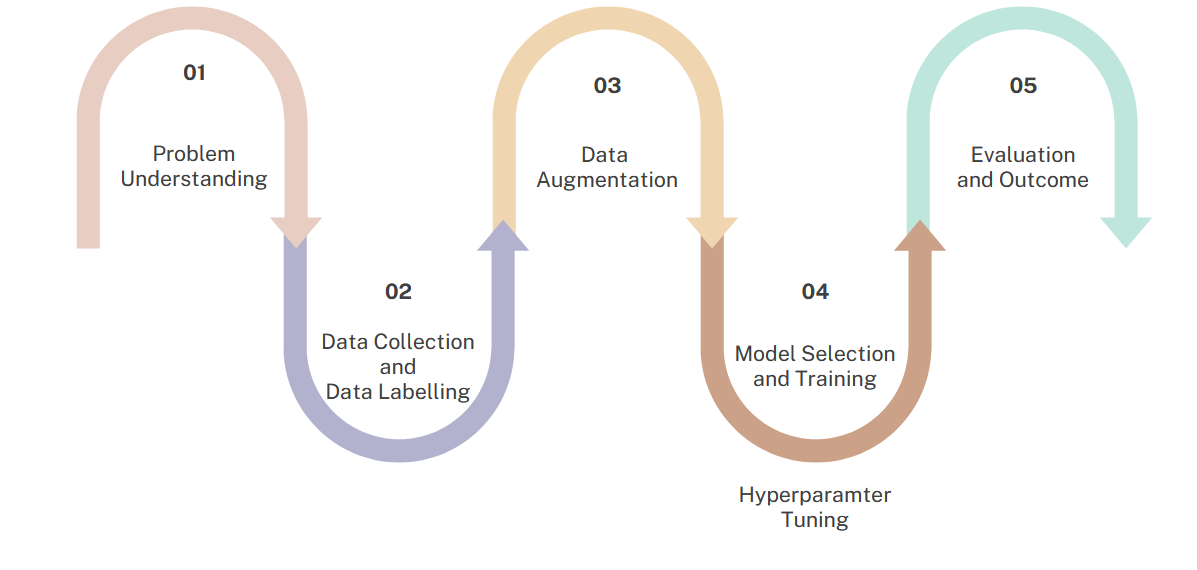 01
Problem
Understanding
02
Data Collection
and
Data Labelling
03
Data
Augmentation
04
Model Selection
and Training
Hyperparamter
Tuning
05
Evaluation
and Outcome